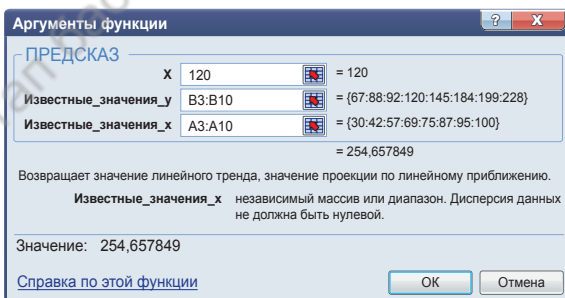 Аргументы функции ? X
ПРЕДСКАЗ
X 120 = 120
Известные_значения_y B3:B10 = {67:88:92:120:145:184:199:228}
Известные_значения_x A3:A10 = {30:42:57:69:75:87:95:100}
= 254,657849
Возвращает значение линейного тренда, значение проекции по линейному приближению.
Известные_значения_x независимый массив или диапазон. Дисперсия данных
не должна быть нулевой.
Значение: 254,657849
Справка по этой функции ОК Отмена